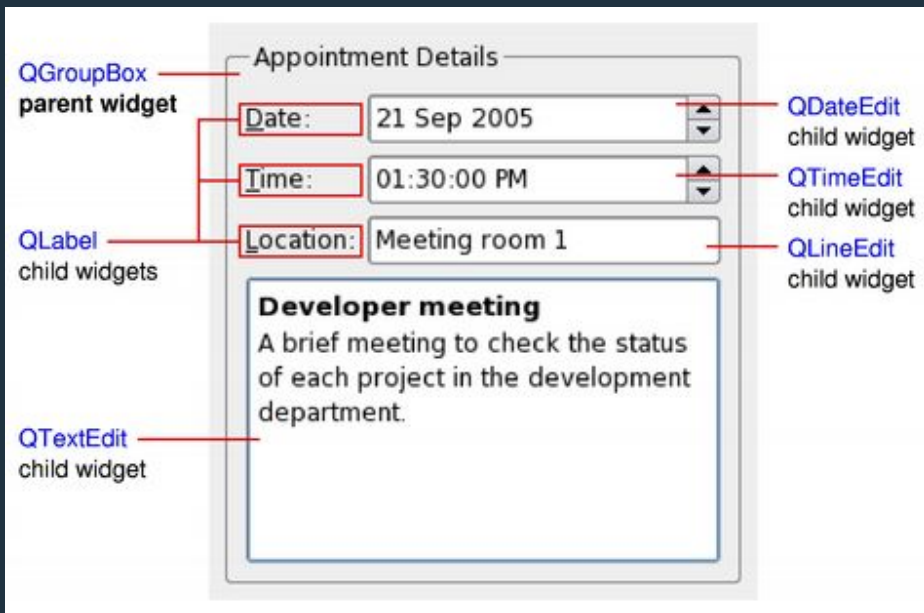 Appointment Details
QGroupBox
parent widget
Date:
21 Sep 2005
QDateEdit
child widget
Time:
01:30:00 PM
QTimeEdit
child widget
QLabel
child widgets
Location:
Meeting room 1
QLineEdit
child widget
Developer meeting
A brief meeting to check the status
of each project in the development
department.
QTextEdit
child widget